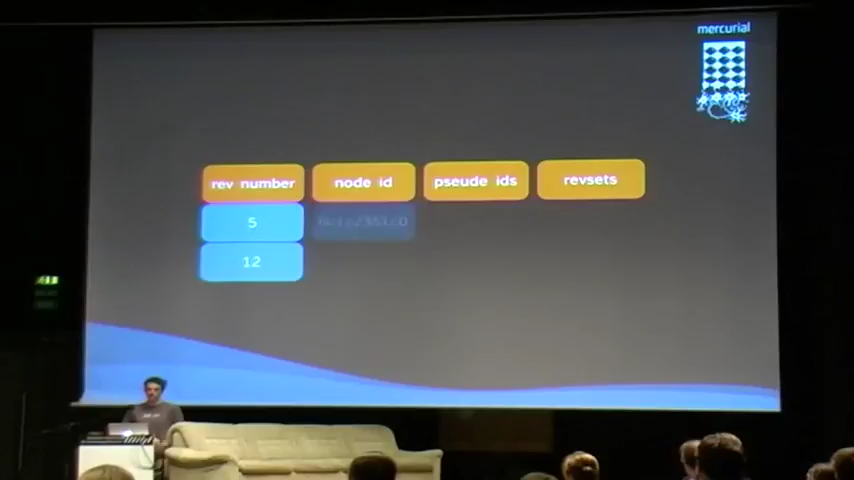 mercurial
rev number
node id
pseude ids
revsets
5
12